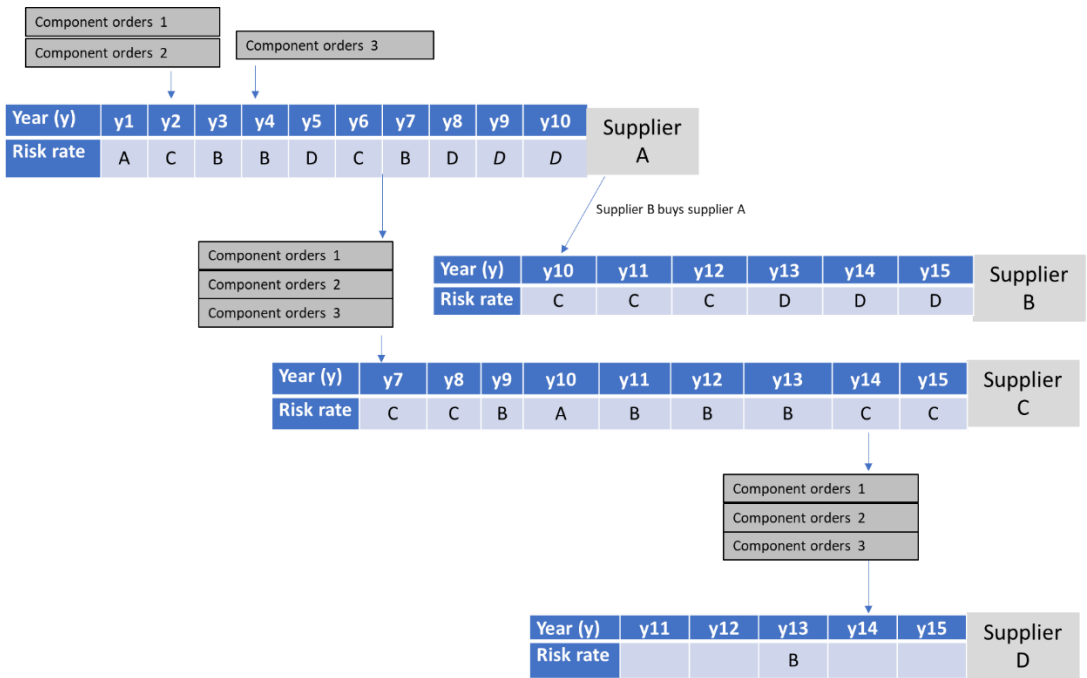 Component orders 1
Component orders 2
Component orders 3
Year (y) y1 y2 y3 y4 y5 y6 y7 y8 y9 y10
Risk rate A C B B D C B D D D
Supplier
A
Supplier B buys supplier A
Component orders 1
Component orders 2
Component orders 3
Year (y) y10 y11 y12 y13 y14 y15
Risk rate C C C D D D
Supplier
B
Year (y) y7 y8 y9 y10 y11 y12 y13 y14 y15
Risk rate C C B A B B B C C
Supplier
C
Component orders 1
Component orders 2
Component orders 3
Year (y) y11 y12 y13 y14 y15
Risk rate B
Supplier
D